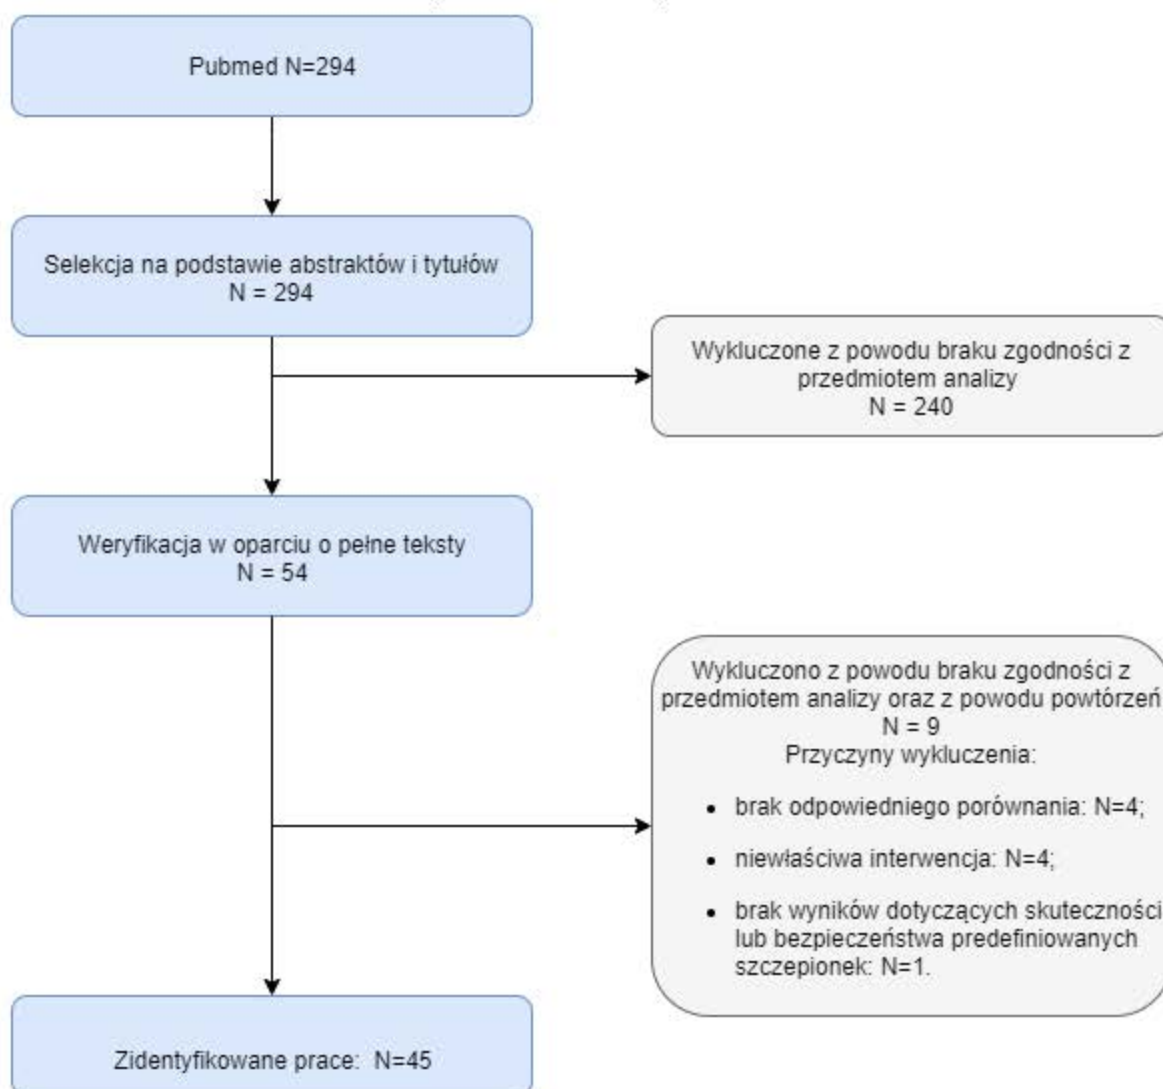 Pubmed N=294
Selekcja na podstawie abstraktów i tytułów
N = 294
Wykluczone z powodu braku zgodności z
przedmiotem analizy
N = 240
Weryfikacja w oparciu o pełne teksty
N = 54
Wykluczono z powodu braku zgodności z
przedmiotem analizy oraz z powodu powtórzeń
N = 9
Przyczyny wykluczenia:
• brak odpowiedniego porównania: N=4;
• niewłaściwa interwencja: N=4;
• brak wyników dotyczących skuteczności
lub bezpieczeństwa predefiniowanych
szczepionek: N=1.
Zidentyfikowane prace: N=45